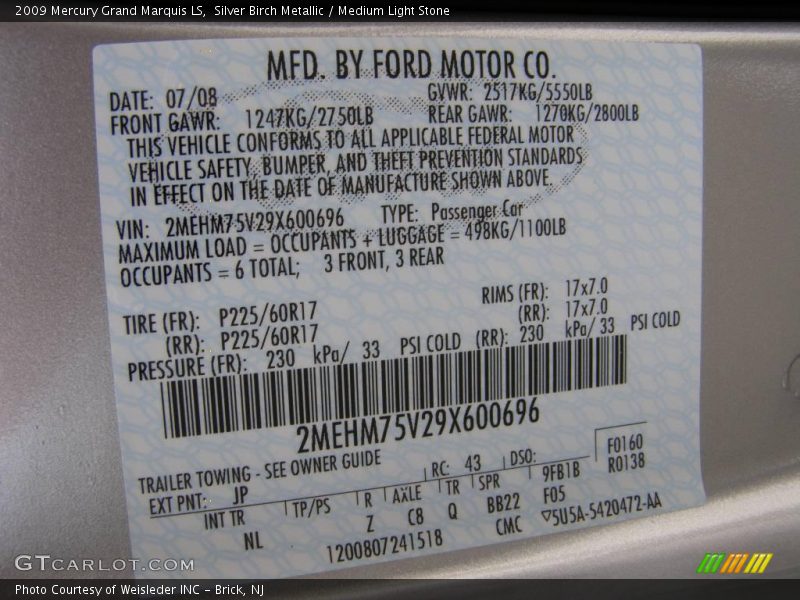 2009 Mercury Grand Marquis LS,  Silver Birch Metallic / Medium Light Stone
MFD. BY FORD MOTOR CO.
DATE: 07/08 GVWR: 2517KG/5550LB
FRONT GAWR: 1247KG/2750LB REAR GAWR: 1270KG/2800LB
THIS VEHICLE CONFORMS TO ALL APPLICABLE FEDERAL MOTOR
VEHICLE SAFETY, BUMPER, AND THEFT PREVENTION STANDARDS
IN EFFECT ON THE DATE OF MANUFACTURE SHOWN ABOVE.
VIN: 2MEHM75V29X600696 TYPE: Passenger Car
MAXIMUM LOAD = OCCUPANTS + LUGGAGE = 498KG/1100LB
OCCUPANTS = 6 TOTAL; 3 FRONT, 3 REAR
TIRE (FR): P225/60R17 RIMS (FR): 17x7.0
(RR): P225/60R17 (RR): 17x7.0
PRESSURE (FR): 230 kPa/ 33 PSI COLD (RR): 230 kPa/ 33 PSI COLD
2MEHM75V29X600696
TRAILER TOWING - SEE OWNER GUIDE RC: 43 DSO: F0160
EXT PNT: JP R0138
INT TR TP/PS R AXLE TR SPR 9FB1B
NL Z C8 Q BB22 F05
1200807241518 CMC ▽5U5A-5420472-AA
GTCARLOT.COM
Photo Courtesy of Weisleder INC - Brick, NJ